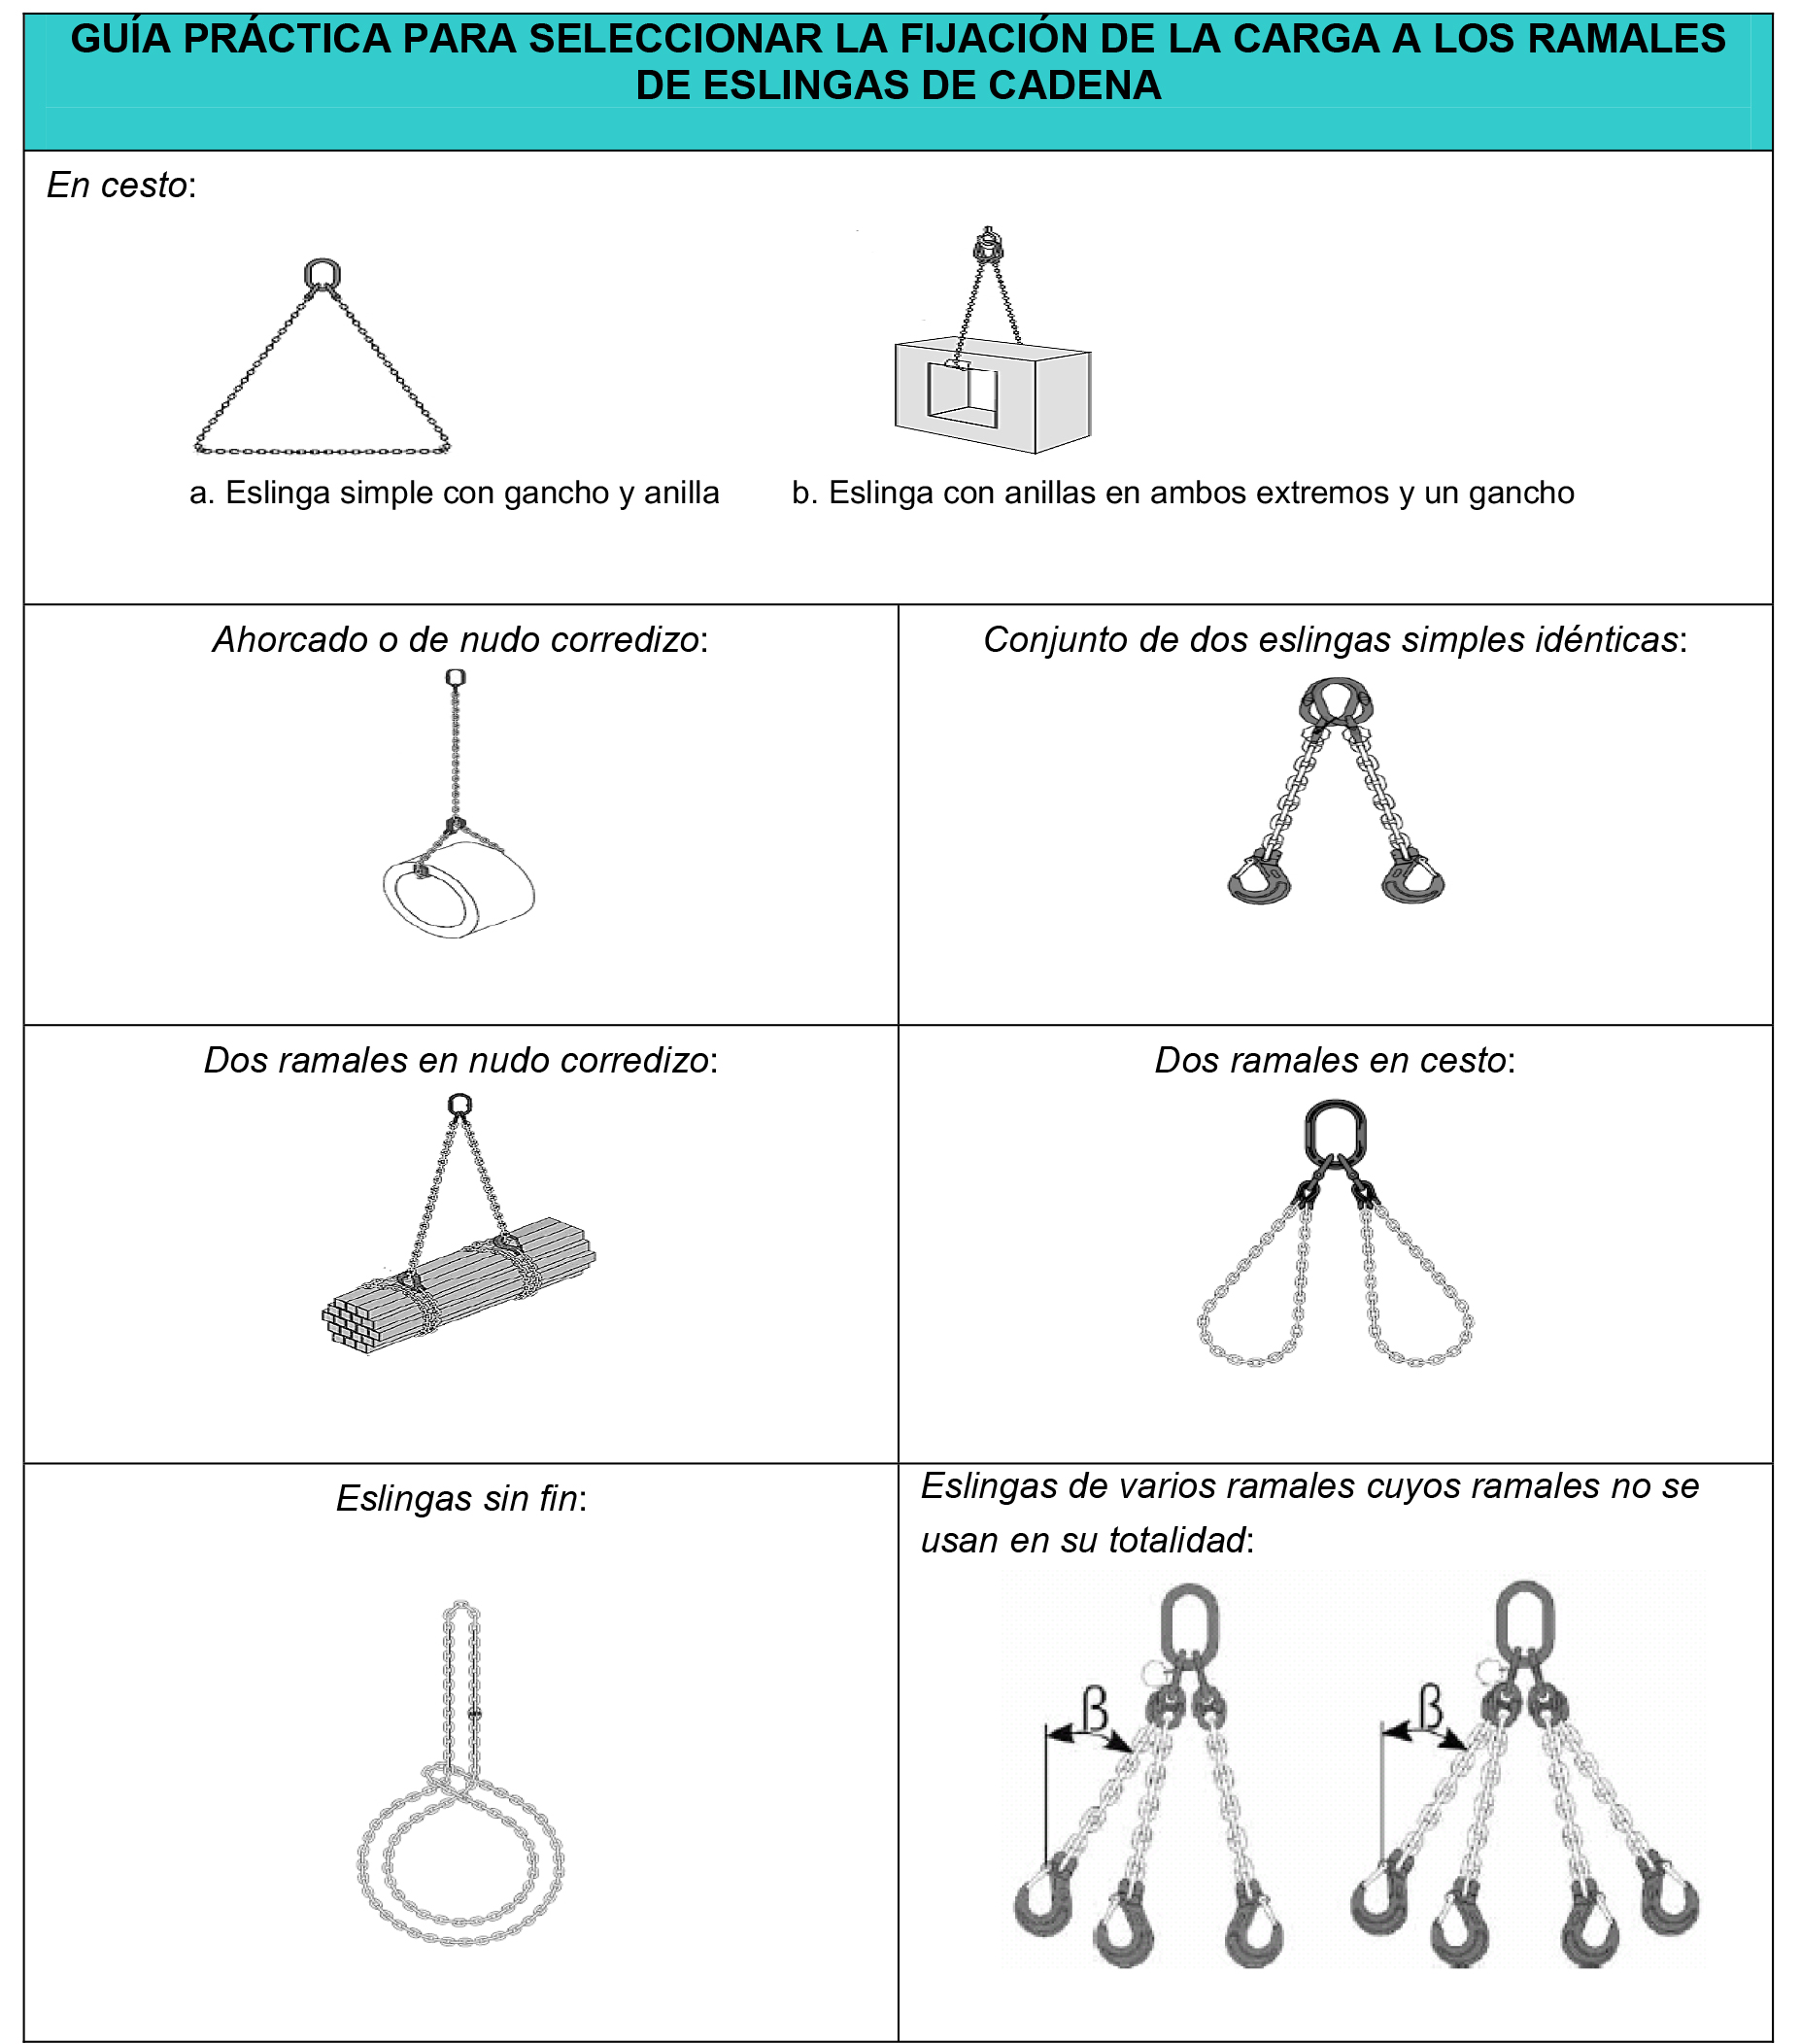 GUÍA PRÁCTICA PARA SELECCIONAR LA FIJACIÓN DE LA CARGA A LOS RAMALES
DE ESLINGAS DE CADENA
En cesto:
a. Eslinga simple con gancho y anilla
b. Eslinga con anillas en ambos extremos y un gancho
Ahorcado o de nudo corredizo:
Conjunto de dos eslingas simples idénticas:
Dos ramales en nudo corredizo:
Dos ramales en cesto:
Eslingas sin fin:
Eslingas de varios ramales cuyos ramales no se
usan en su totalidad:
β
β